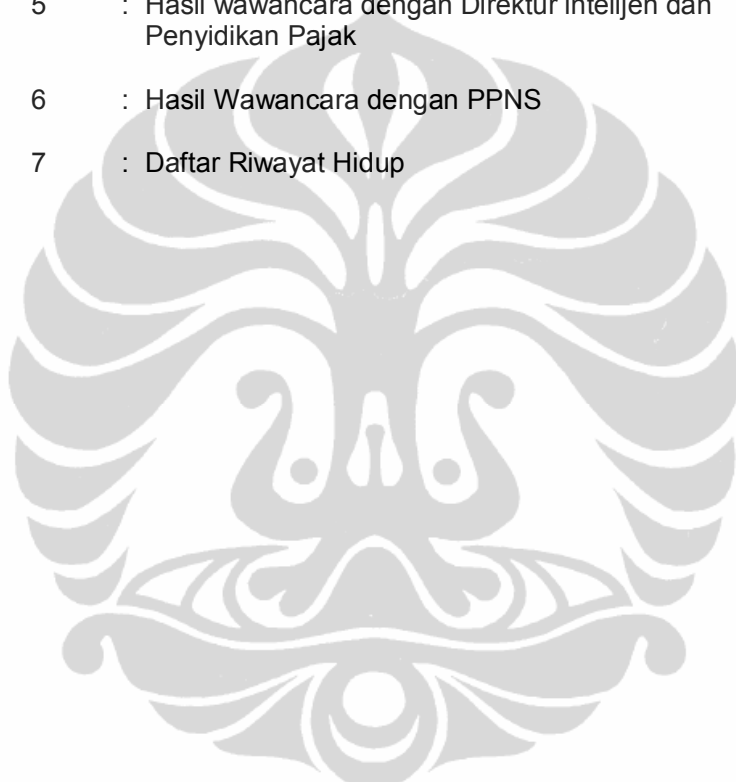 5 : Hasil wawancara dengan Direktur Intelijen dan
Penyidikan Pajak
6 : Hasil Wawancara dengan PPNS
7 : Daftar Riwayat Hidup